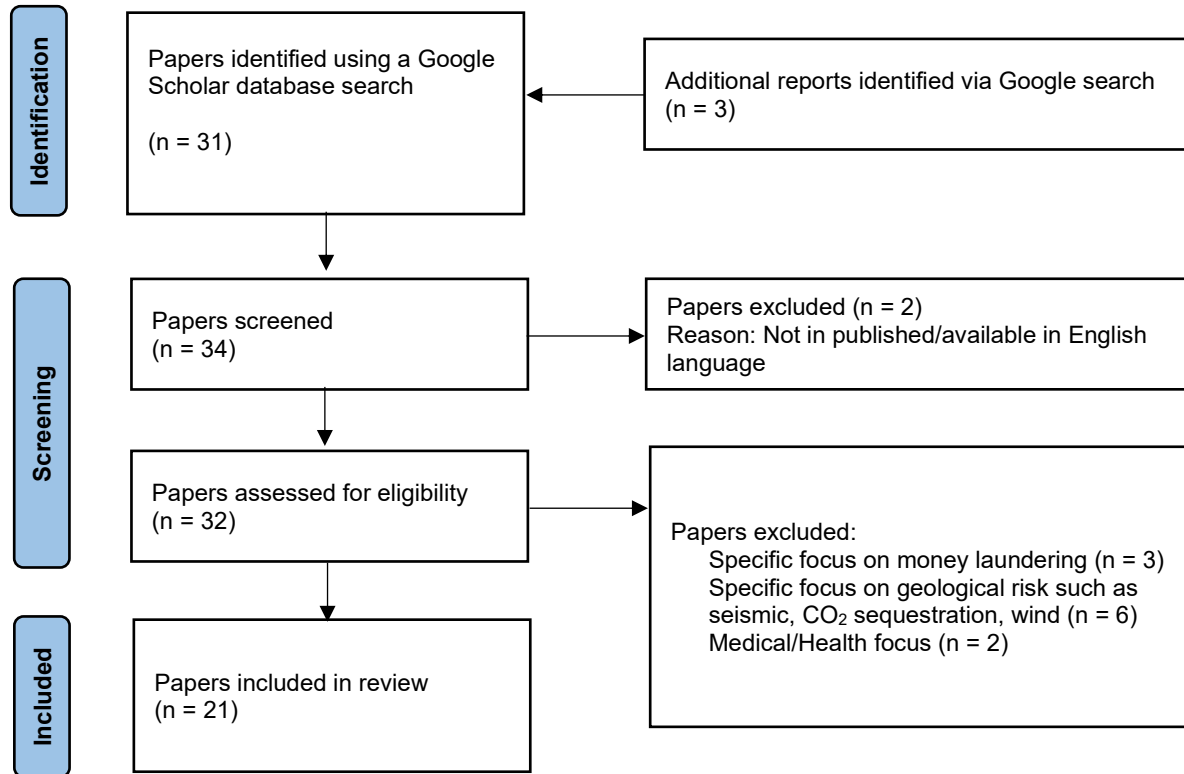 Identification
Papers identified using a Google
Scholar database search
(n = 31)
Additional reports identified via Google search
(n = 3)
Screening
Papers screened
(n = 34)
Papers excluded (n = 2)
Reason: Not in published/available in English
language
Papers assessed for eligibility
(n = 32)
Papers excluded:
Specific focus on money laundering (n = 3)
Specific focus on geological risk such as
seismic, CO₂ sequestration, wind (n = 6)
Medical/Health focus (n = 2)
Included
Papers included in review
(n = 21)